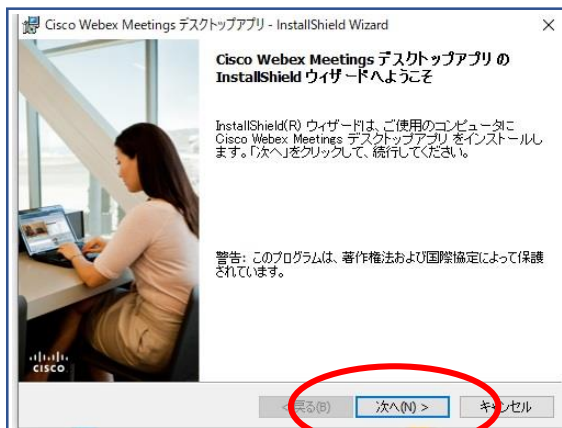 Cisco Webex Meetings デスクトップアプリ - InstallShield Wizard
Cisco Webex Meetings デスクトップアプリ の
InstallShield ウィザードへようこそ
InstallShield(R) ウィザードは、ご使用のコンピュータに
Cisco Webex Meetings デスクトップアプリ をインストールし
ます。「次へ」をクリックして、続行してください。
警告: このプログラムは、著作権法および国際協定によって保護
されています。
CISCO
< 戻る(B) 次へ(N) > キャンセル